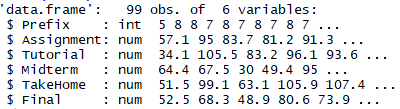 'data.frame':   99 obs. of  6 variables:
 $ Prefix    : int  5 8 8 7 8 7 8 7 8 7 ...
 $ Assignment: num  57.1 95 83.7 81.2 91.3 ...
 $ Tutorial  : num  34.1 105.5 83.2 96.1 93.6 ...
 $ Midterm   : num  64.4 67.5 30 49.4 95 ...
 $ TakeHome  : num  51.5 99.1 63.1 105.9 107.4 ...
 $ Final     : num  52.5 68.3 48.9 80.6 73.9 ...